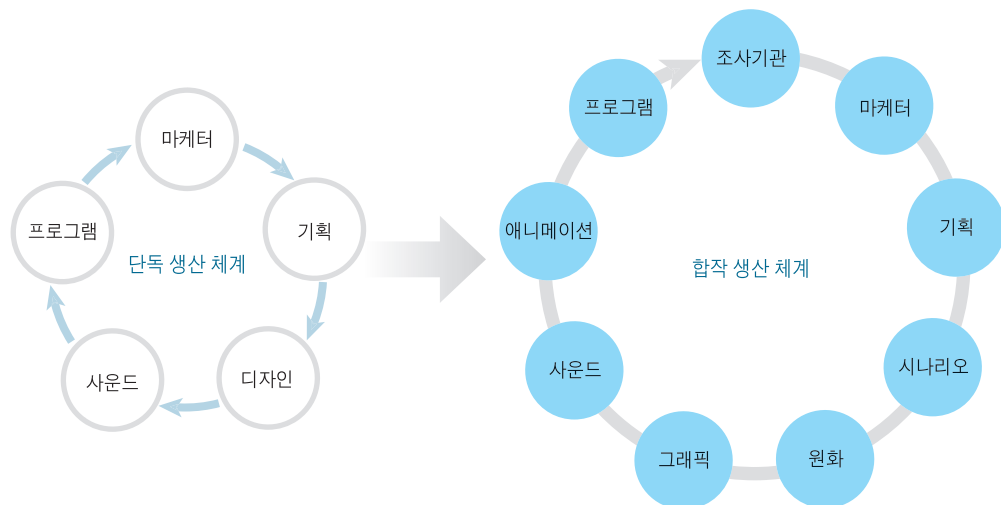 마케터
기획
디자인
사운드
프로그램
단독 생산 체계
조사기관
마케터
기획
시나리오
원화
그래픽
사운드
애니메이션
프로그램
합작 생산 체계